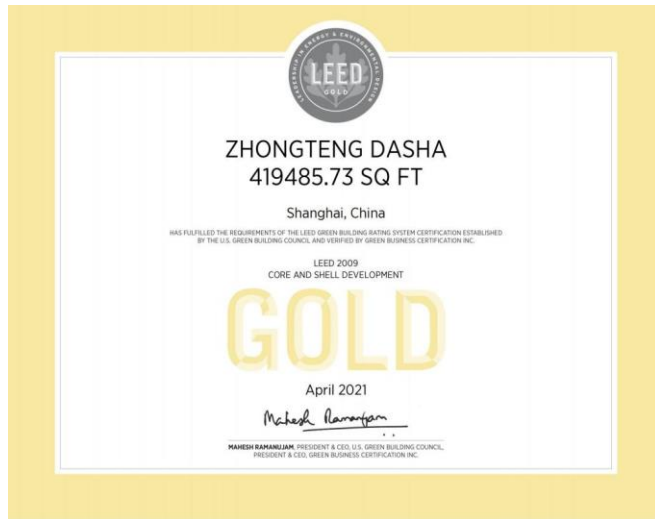 LEADERSHIP IN ENERGY & ENVIRONMENTAL DESIGN
LEED
GOLD
ZHONGTENG DASHA
419485.73 SQ FT
Shanghai, China
HAS FULFILLED THE REQUIREMENTS OF THE LEED GREEN BUILDING RATING SYSTEM CERTIFICATION ESTABLISHED
BY THE U.S. GREEN BUILDING COUNCIL AND VERIFIED BY GREEN BUSINESS CERTIFICATION INC.
LEED 2009
CORE AND SHELL DEVELOPMENT
GOLD
April 2021
Mahesh Ramanujam
MAHESH RAMANUJAM, PRESIDENT & CEO, U.S. GREEN BUILDING COUNCIL,
PRESIDENT & CEO, GREEN BUSINESS CERTIFICATION INC.